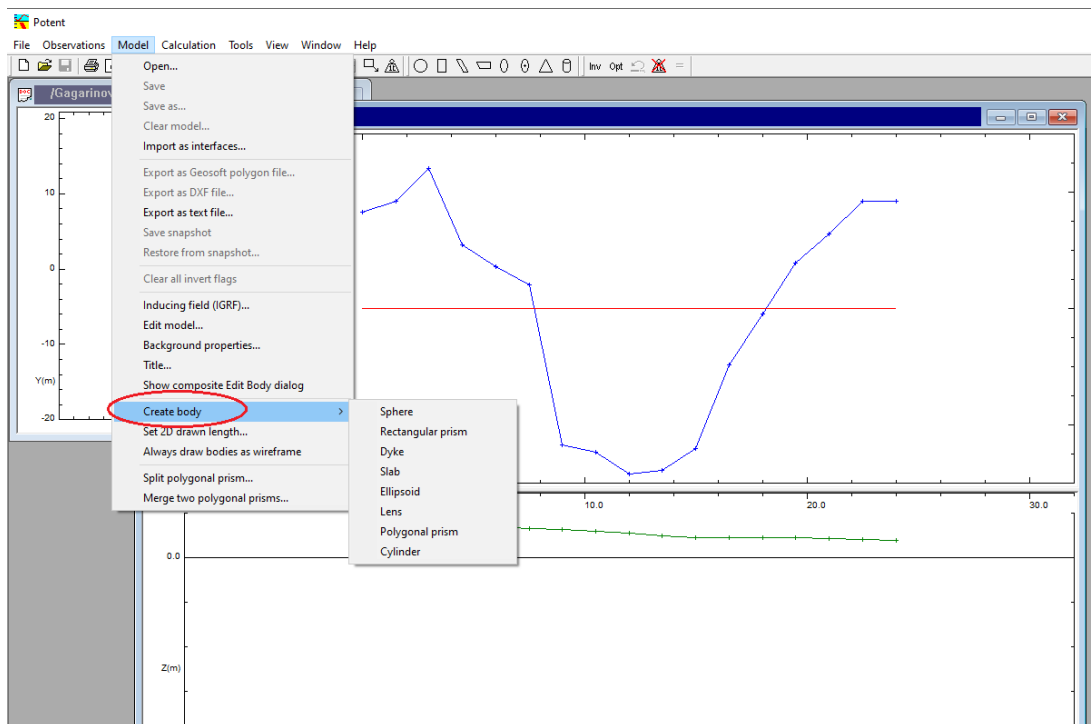 Potent
File Observations Model Calculation Tools View Window Help
Inv Opt
/Gagarinov
Open...
Save
Save as...
Clear model...
Import as interfaces...
Export as Geosoft polygon file...
Export as DXF file...
Export as text file...
Save snapshot
Restore from snapshot...
Clear all invert flags
Inducing field (IGRF)...
Edit model...
Background properties...
Title...
Show composite Edit Body dialog
Create body
Set 2D drawn length...
Always draw bodies as wireframe
Split polygonal prism...
Merge two polygonal prisms...
Sphere
Rectangular prism
Dyke
Slab
Ellipsoid
Lens
Polygonal prism
Cylinder
20
10
0
-10
Y(m)
-20
10.0 20.0 30.0
0.0
Z(m)